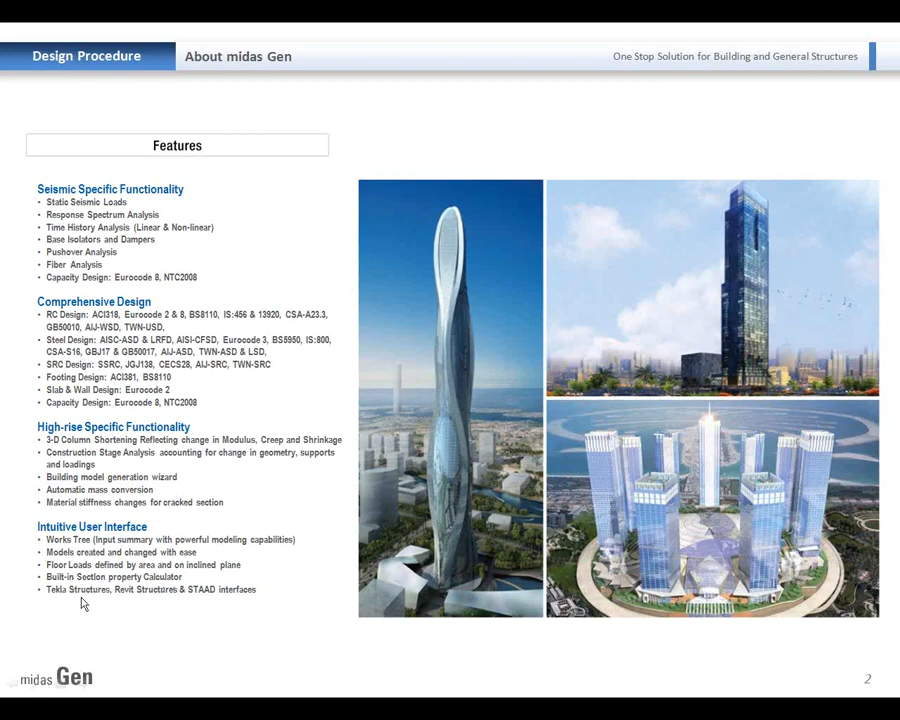 Design Procedure
About midas Gen
One Stop Solution for Building and General Structures
Features
Seismic Specific Functionality
• Static Seismic Loads
• Response Spectrum Analysis
• Time History Analysis (Linear & Non-linear)
• Base Isolators and Dampers
• Pushover Analysis
• Fiber Analysis
• Capacity Design: Eurocode 8, NTC2008
Comprehensive Design
• RC Design: ACI318, Eurocode 2 & 8, BS8110, IS:456 & 13920, CSA-A23.3,
GB50010, AIJ-WSD, TWN-USD,
• Steel Design: AISC-ASD & LRFD, AISI-CFSD, Eurocode 3, BS5950, IS:800,
CSA-S16, GBJ17 & GB50017, AIJ-ASD, TWN-ASD & LSD,
• SRC Design: SSRC, JGJ138, CECS28, AIJ-SRC, TWN-SRC
• Footing Design: ACI381, BS8110
• Slab & Wall Design: Eurocode 2
• Capacity Design: Eurocode 8, NTC2008
High-rise Specific Functionality
• 3-D Column Shortening Reflecting change in Modulus, Creep and Shrinkage
• Construction Stage Analysis accounting for change in geometry, supports
and loadings
• Building model generation wizard
• Automatic mass conversion
• Material stiffness changes for cracked section
Intuitive User Interface
• Works Tree (Input summary with powerful modeling capabilities)
• Models created and changed with ease
• Floor Loads defined by area and on inclined plane
• Built-in Section property Calculator
• Tekla Structures, Revit Structures & STAAD interfaces
midas Gen
2